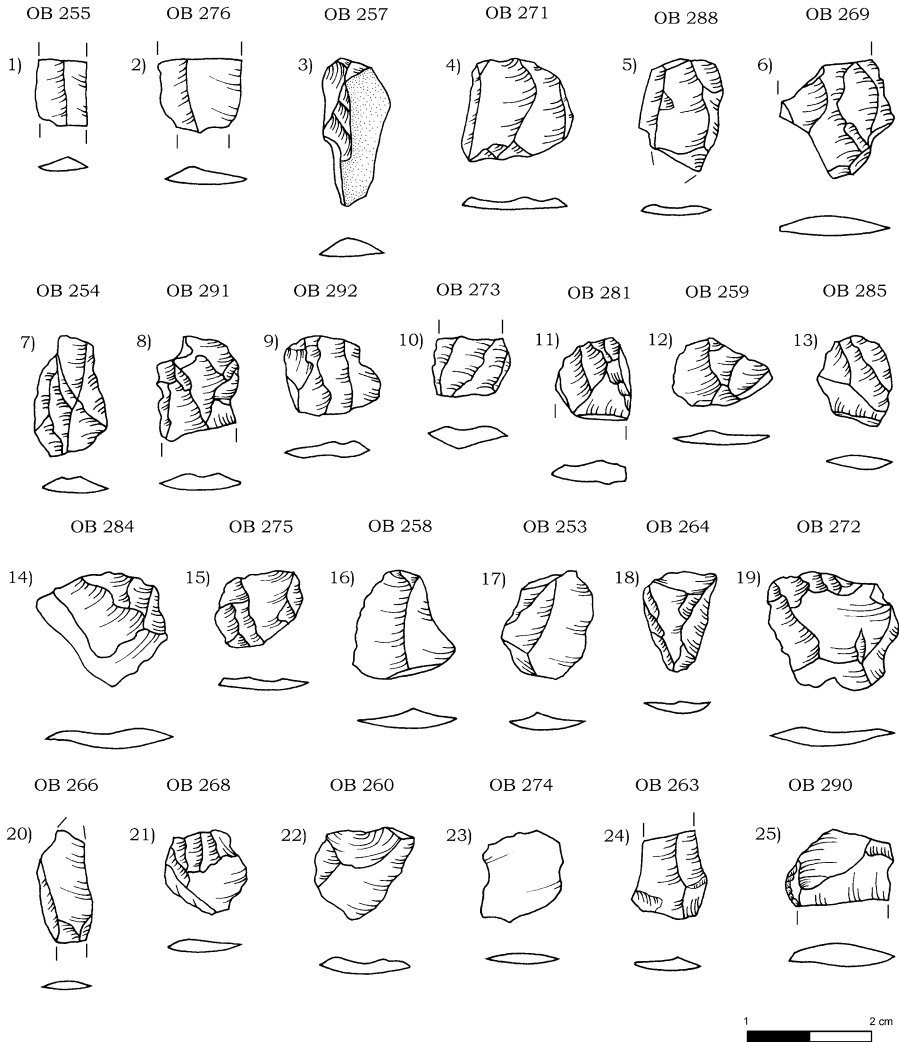 OB 255 OB 276 OB 257 OB 271 OB 288 OB 269
1) 2) 3) 4) 5) 6)
OB 254 OB 291 OB 292 OB 273 OB 281 OB 259 OB 285
7) 8) 9) 10) 11) 12) 13)
OB 284 OB 275 OB 258 OB 253 OB 264 OB 272
14) 15) 16) 17) 18) 19)
OB 266 OB 268 OB 260 OB 274 OB 263 OB 290
20) 21) 22) 23) 24) 25)
1 2 cm